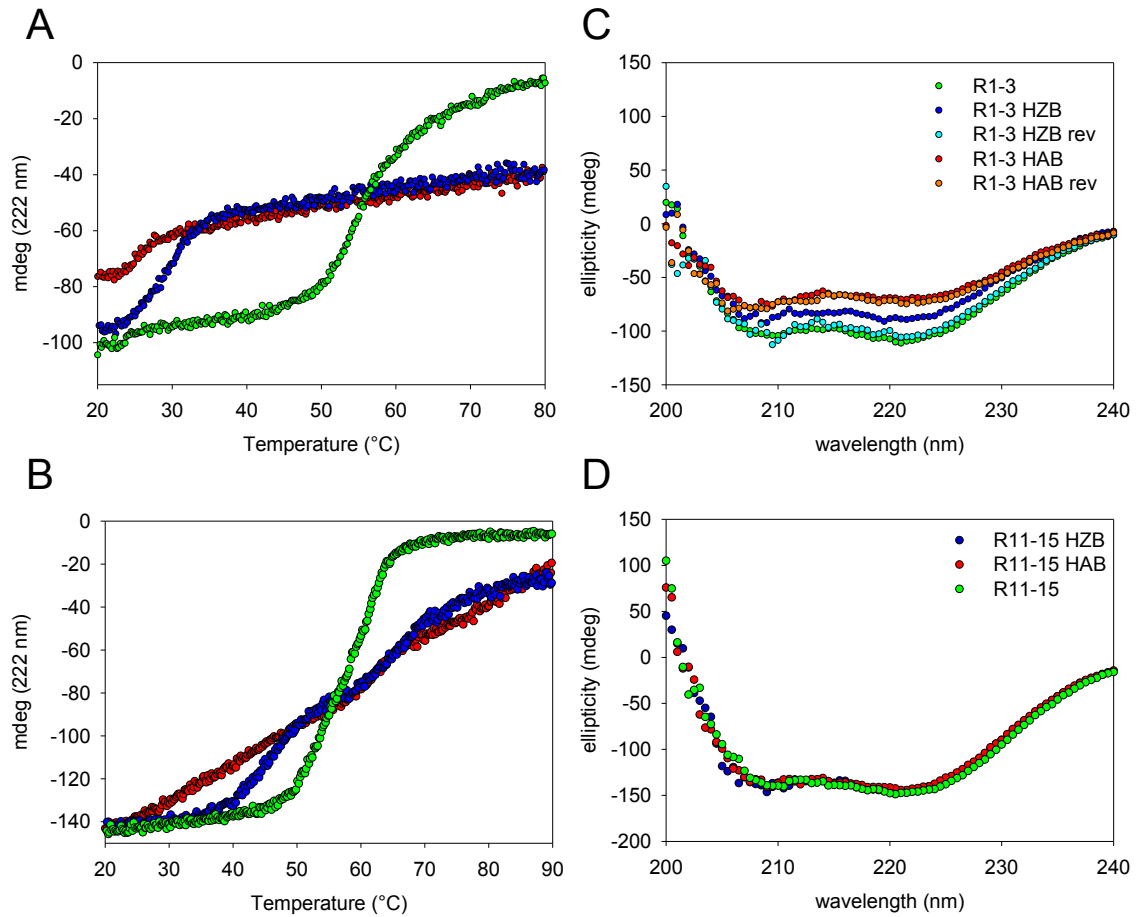 A
0
-20
-40
-60
-80
-100
mdeg (222 nm)
20 30 40 50 60 70 80
Temperature (°C)
C
150
100
50
0
-50
-100
-150
ellipticity (mdeg)
R1-3
R1-3 HZB
R1-3 HZB rev
R1-3 HAB
R1-3 HAB rev
200 210 220 230 240
wavelength (nm)
B
0
-20
-40
-60
-80
-100
-120
-140
mdeg (222 nm)
20 30 40 50 60 70 80 90
Temperature (°C)
D
150
100
50
0
-50
-100
-150
-200
ellipticity (mdeg)
R11-15 HZB
R11-15 HAB
R11-15
200 210 220 230 240
wavelength (nm)